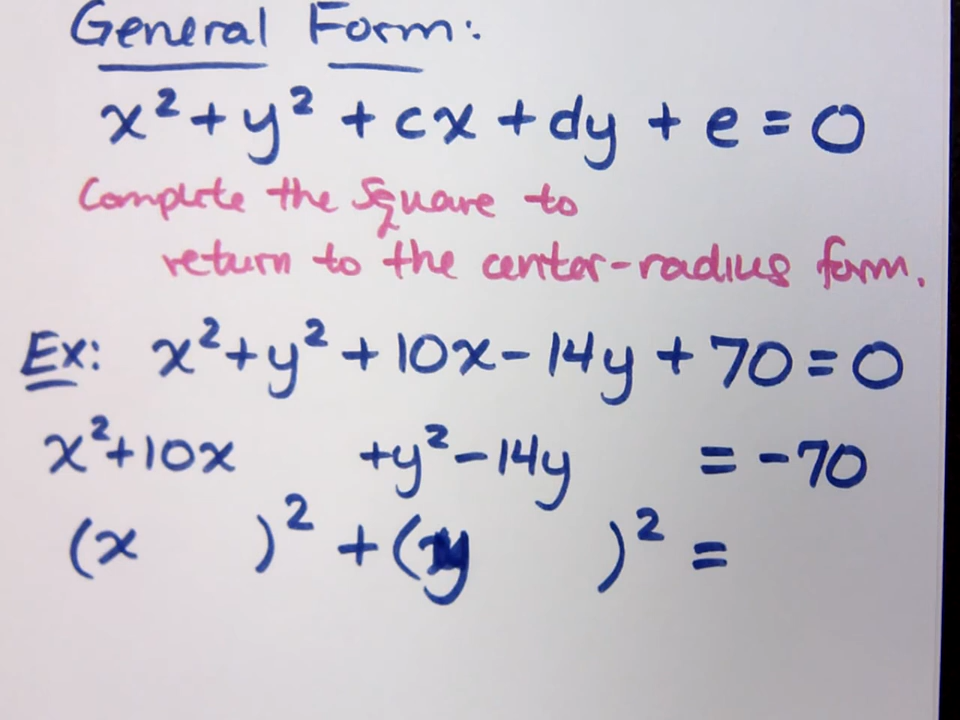 General Form:
x² + y² + cx + dy + e = 0
Complete the Square to
return to the center-radius form.
Ex: x² + y² + 10x - 14y + 70 = 0
x² + 10x + y² - 14y = -70
(x )² + (y )² =